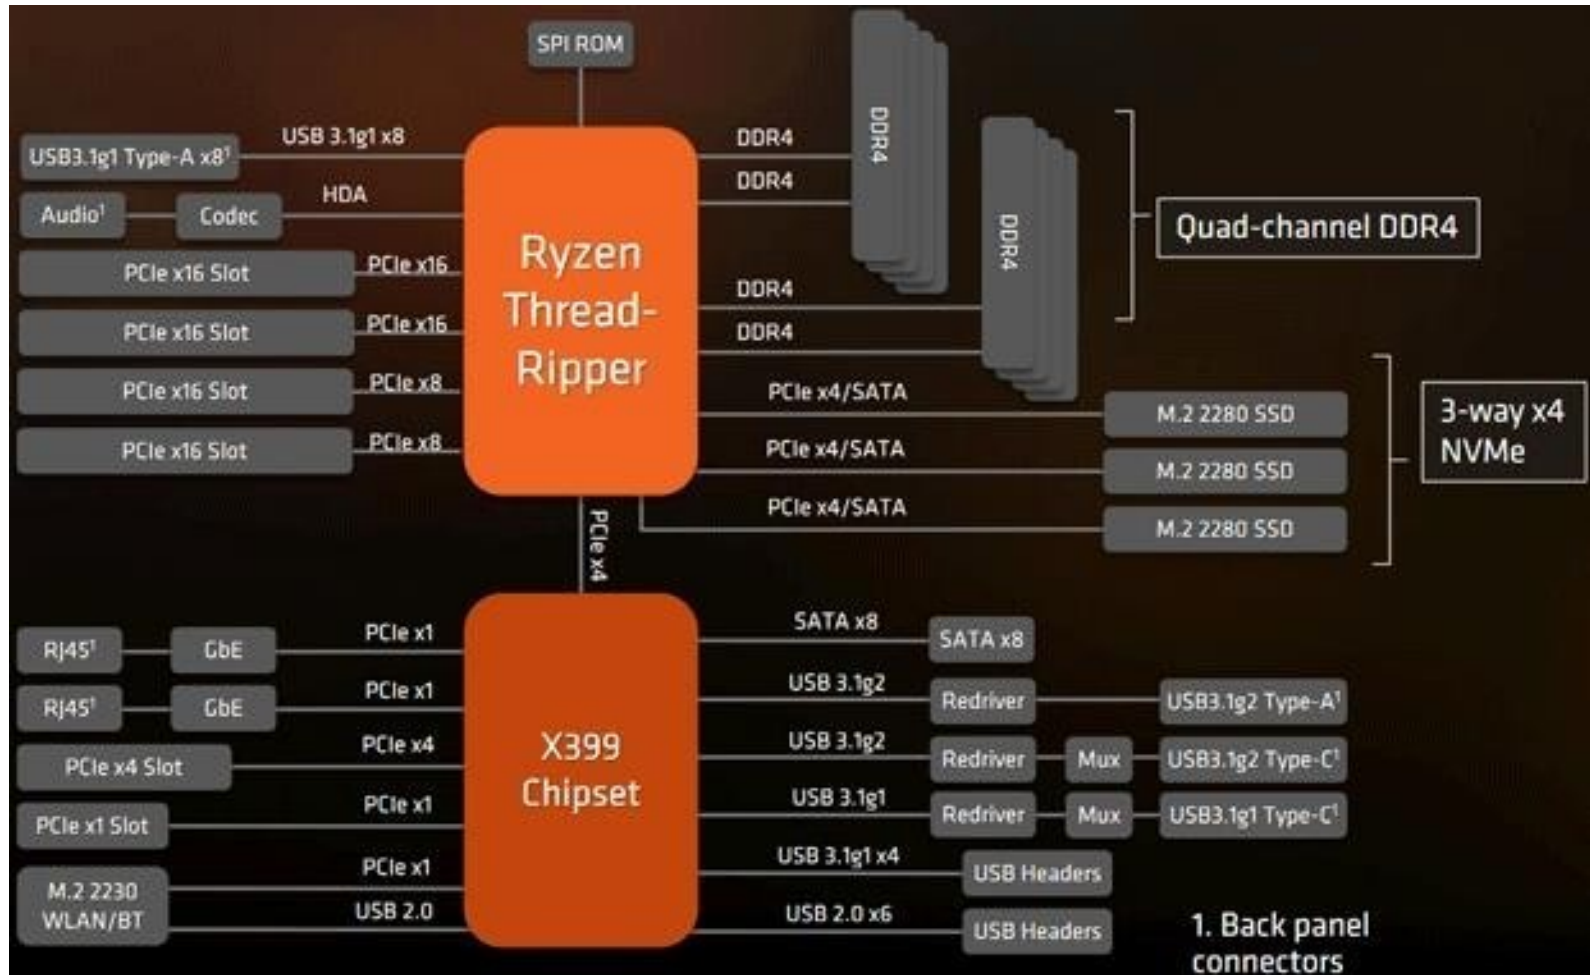 SPI ROM
USB3.1g1 Type-A x8¹
USB 3.1g1 x8
Audio¹
Codec
HDA
PCIe x16 Slot
PCIe x16
PCIe x16 Slot
PCIe x16
PCIe x16 Slot
PCIe x8
PCIe x16 Slot
PCIe x8
Ryzen
Thread-
Ripper
DDR4
DDR4
DDR4
DDR4
DDR4
DDR4
Quad-channel DDR4
PCIe x4/SATA
M.2 2280 SSD
PCIe x4/SATA
M.2 2280 SSD
PCIe x4/SATA
M.2 2280 SSD
3-way x4
NVMe
PCIe x4
RJ45¹
GbE
PCIe x1
RJ45¹
GbE
PCIe x1
PCIe x4 Slot
PCIe x4
PCIe x1 Slot
PCIe x1
M.2 2230
WLAN/BT
PCIe x1
USB 2.0
X399
Chipset
SATA x8
SATA x8
USB 3.1g2
Redriver
USB3.1g2 Type-A¹
USB 3.1g2
Redriver
Mux
USB3.1g2 Type-C¹
USB 3.1g1
Redriver
Mux
USB3.1g1 Type-C¹
USB 3.1g1 x4
USB Headers
USB 2.0 x6
USB Headers
1. Back panel
connectors